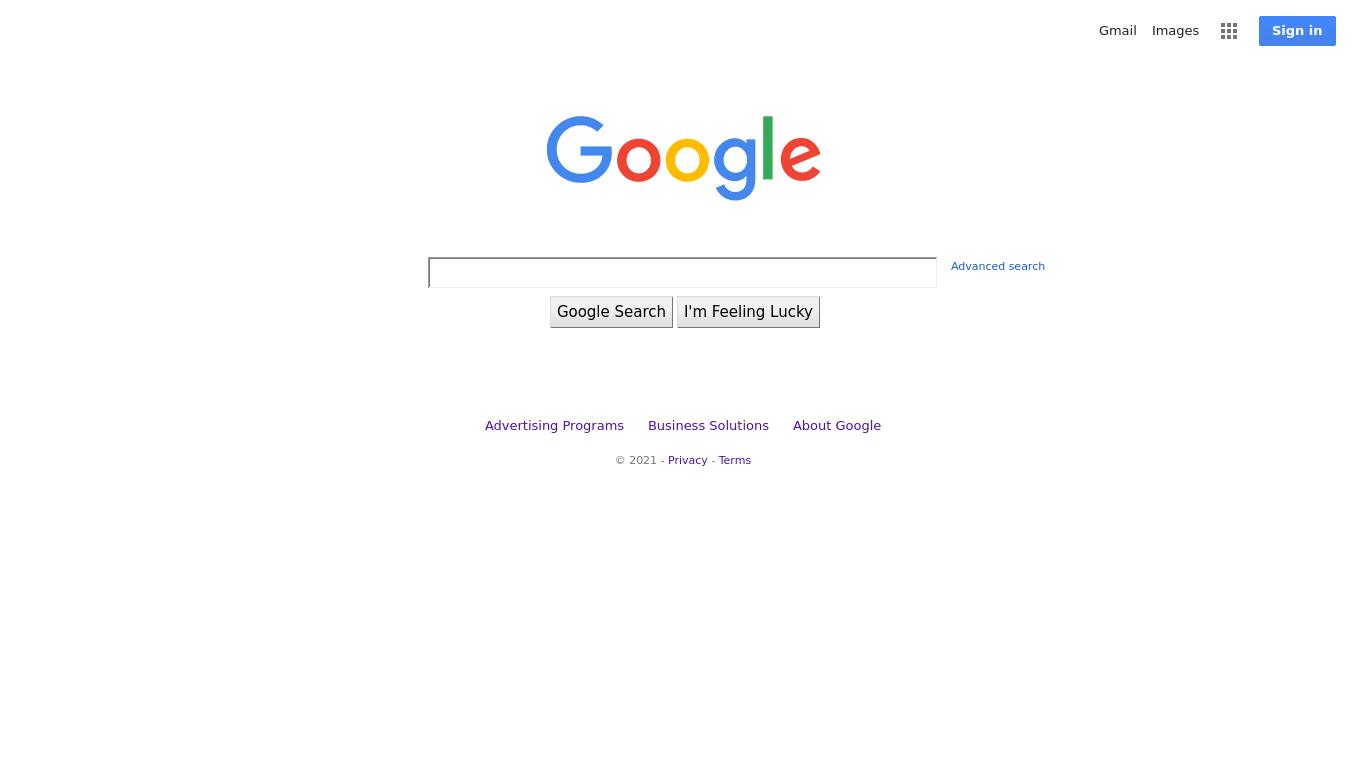 Gmail Images Sign in
Google
Advanced search
Google Search I'm Feeling Lucky
Advertising Programs Business Solutions About Google
© 2021 - Privacy - Terms